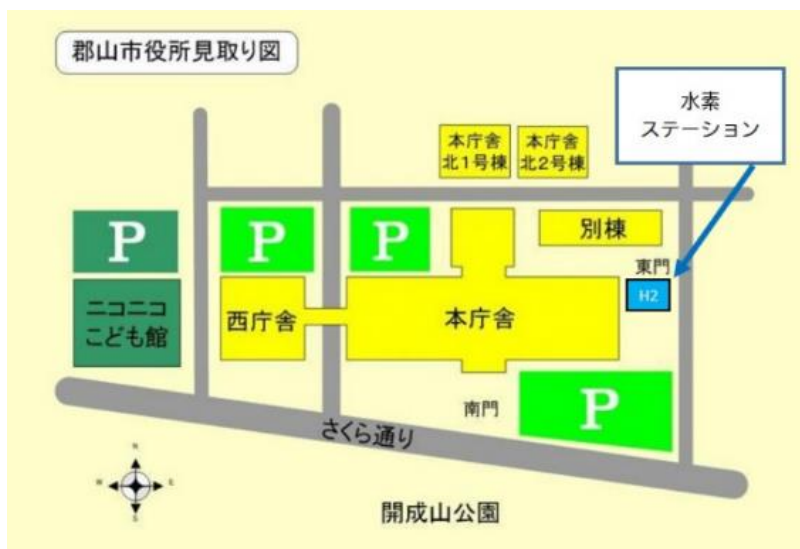 郡山市役所見取り図
水素
ステーション
本庁舎
北1号棟
本庁舎
北2号棟
P
P
P
別棟
東門
H2
ニコニコ
こども館
西庁舎
本庁舎
南門
P
さくら通り
N
W
E
S
開成山公園